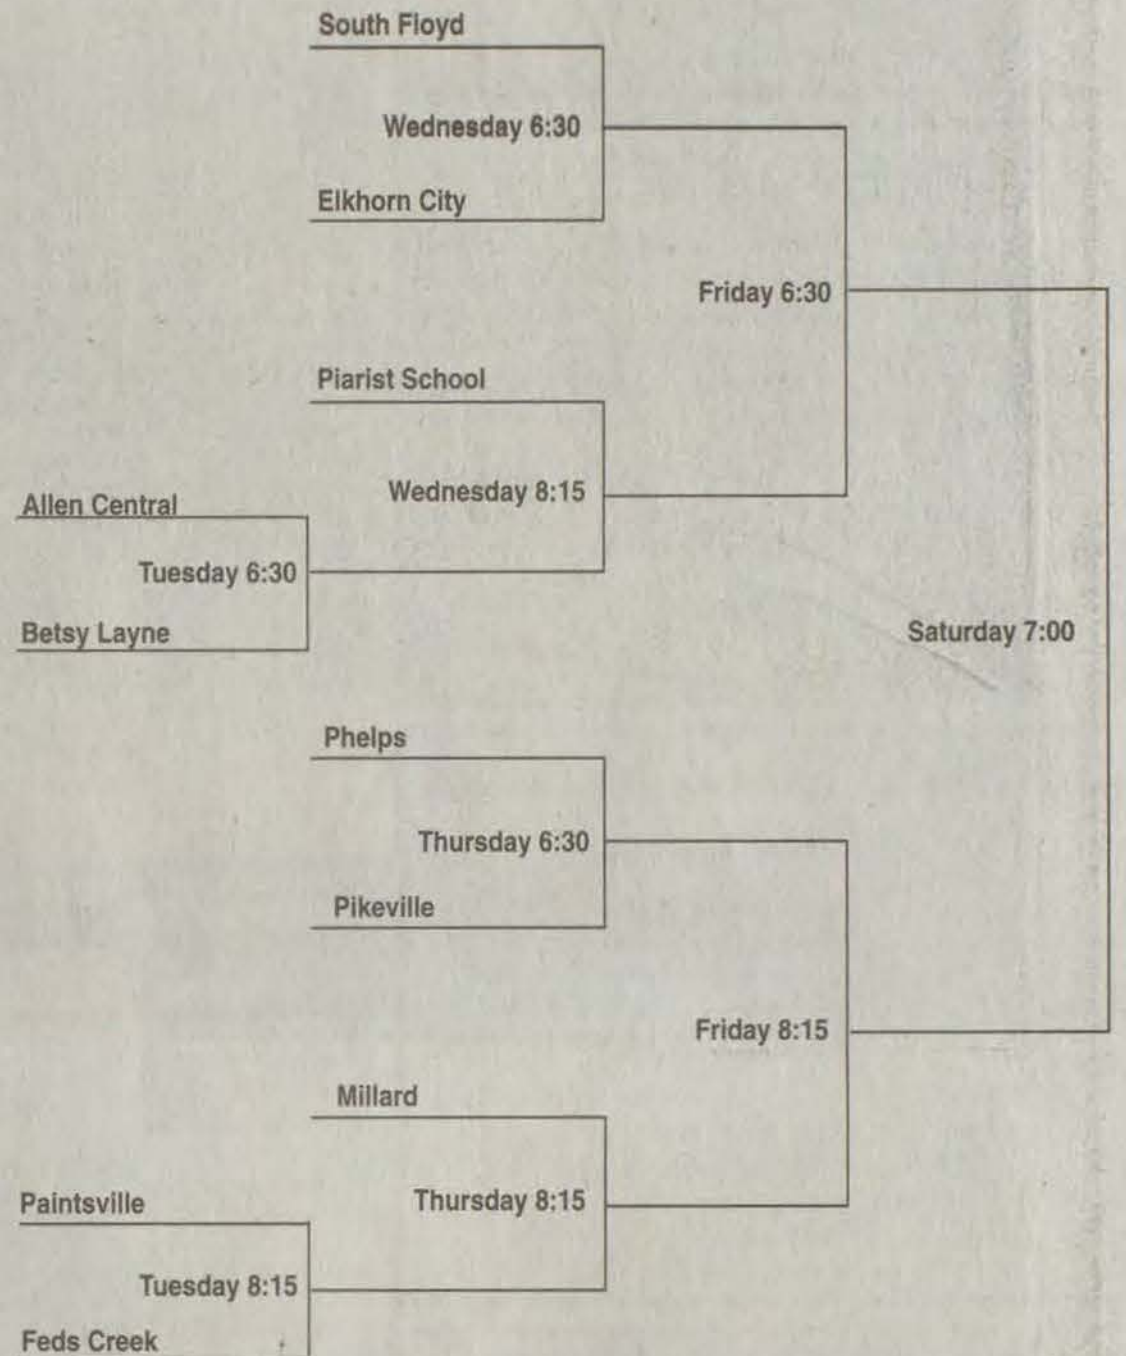 South Floyd
Wednesday 6:30
Elkhorn City
Friday 6:30
Piarist School
Wednesday 8:15
Allen Central
Tuesday 6:30
Betsy Layne
Saturday 7:00
Phelps
Thursday 6:30
Pikeville
Friday 8:15
Millard
Thursday 8:15
Paintsville
Tuesday 8:15
Feds Creek